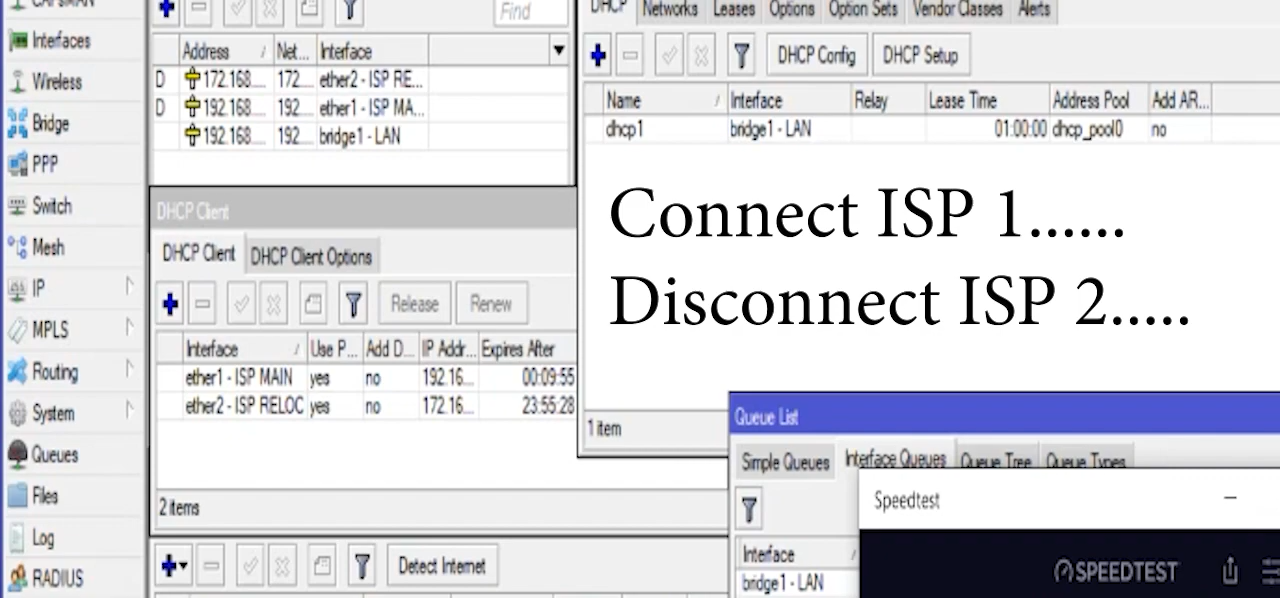 CAPsMAN
Interfaces
Wireless
Bridge
PPP
Switch
Mesh
IP
MPLS
Routing
System
Queues
Files
Log
RADIUS
Find
Address / Net... Interface
D 172.168.... 172.... ether2 - ISP RE...
D 192.168.... 192.... ether1 - ISP MA...
192.168.... 192.... bridge1 - LAN
DHCP Client
DHCP Client DHCP Client Options
Release Renew
Interface / Use P... Add D... IP Addr... Expires After
ether1 - ISP MAIN yes no 192.16... 00:09:55
ether2 - ISP RELOC yes no 172.16... 23:55:28
2 items
Detect Internet
DHCP Networks Leases Options Option Sets Vendor Classes Alerts
DHCP Config DHCP Setup
Name / Interface Relay Lease Time Address Pool Add AR...
dhcp1 bridge1 - LAN 01:00:00 dhcp_pool0 no
Connect ISP 1......
Disconnect ISP 2.....
1 item
Queue List
Simple Queues Interface Queues Queue Tree Queue Types
Interface /
bridge1 - LAN
Speedtest
SPEEDTEST